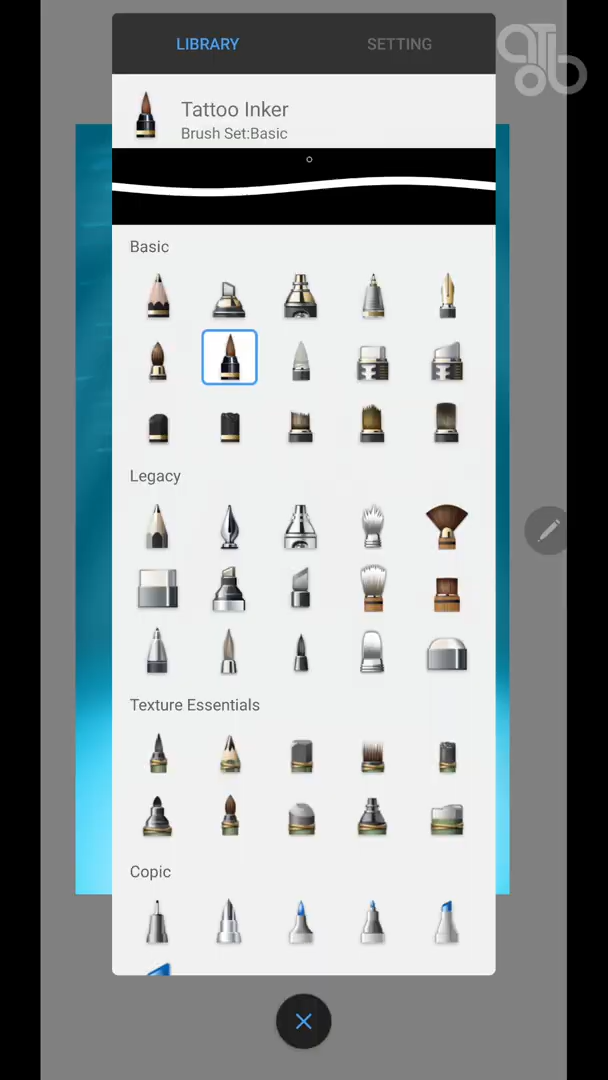 LIBRARY SETTING
Tattoo Inker
Brush Set:Basic
Basic
Legacy
Texture Essentials
Copic